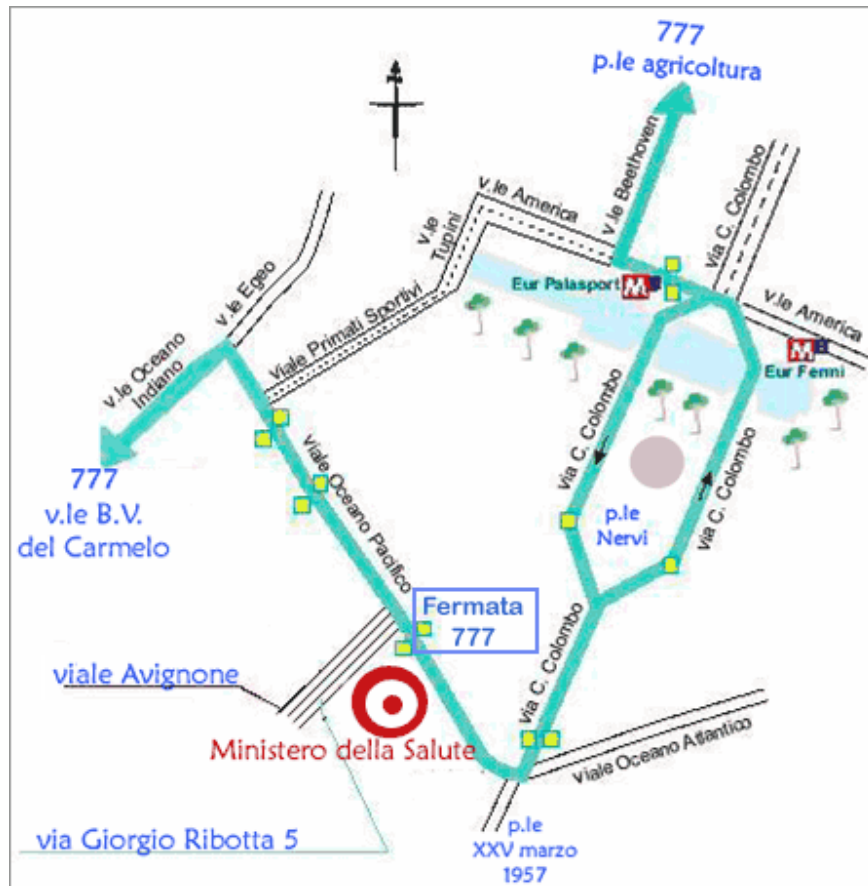 777
p.le agricoltura
v.le Beethoven
via C. Colombo
v.le America
v.le
Tupini
v.le Egeo
Viale Primati Sportivi
Eur Palasport M B
v.le America
M B
Eur Fermi
v.le Oceano
Indiano
777
v.le B.V.
del Carmelo
viale Oceano Pacifico
via C. Colombo
via C. Colombo
p.le
Nervi
Fermata
777
via C. Colombo
viale Avignone
Ministero della Salute
viale Oceano Atlantico
via Giorgio Ribotta 5
p.le
XXV marzo
1957